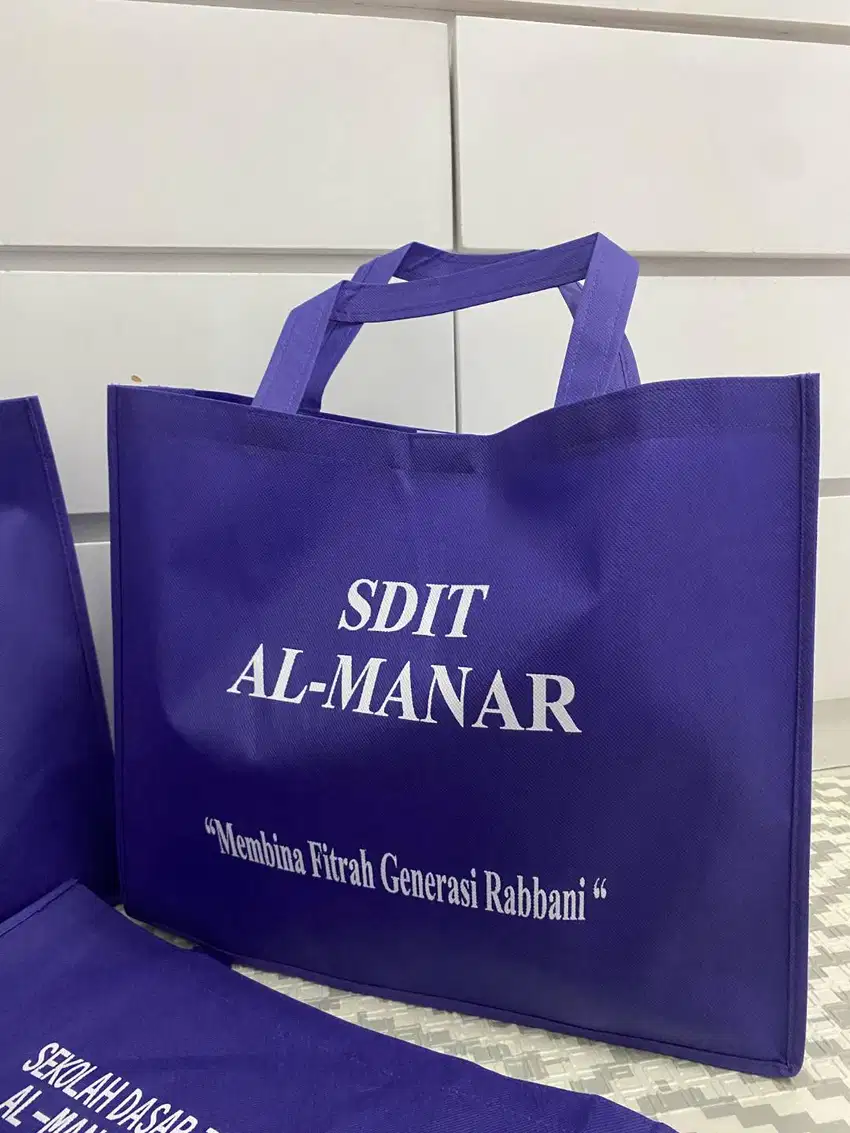 SDIT
AL-MANAR
“Membina Fitrah Generasi Rabbani “
SEKOLAH DASAR